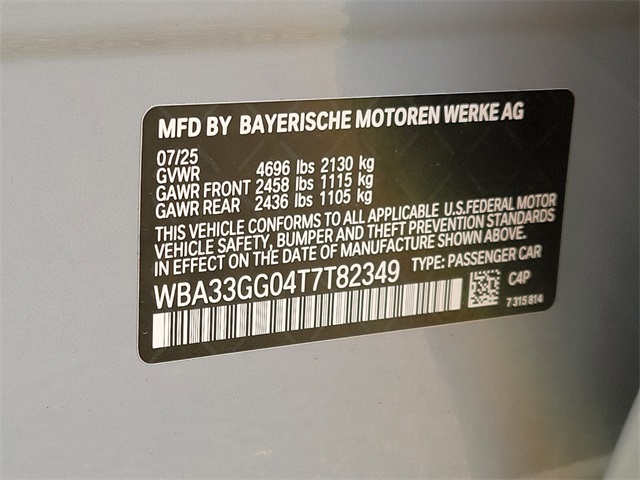 MFD BY BAYERISCHE MOTOREN WERKE AG
07/25
GVWR 4696 lbs 2130 kg
GAWR FRONT 2458 lbs 1115 kg
GAWR REAR 2436 lbs 1105 kg
THIS VEHICLE CONFORMS TO ALL APPLICABLE U.S.FEDERAL MOTOR
VEHICLE SAFETY, BUMPER AND THEFT PREVENTION STANDARDS
IN EFFECT ON THE DATE OF MANUFACTURE SHOWN ABOVE.
WBA33GG04T7T82349 TYPE: PASSENGER CAR
C4P
7 315 814